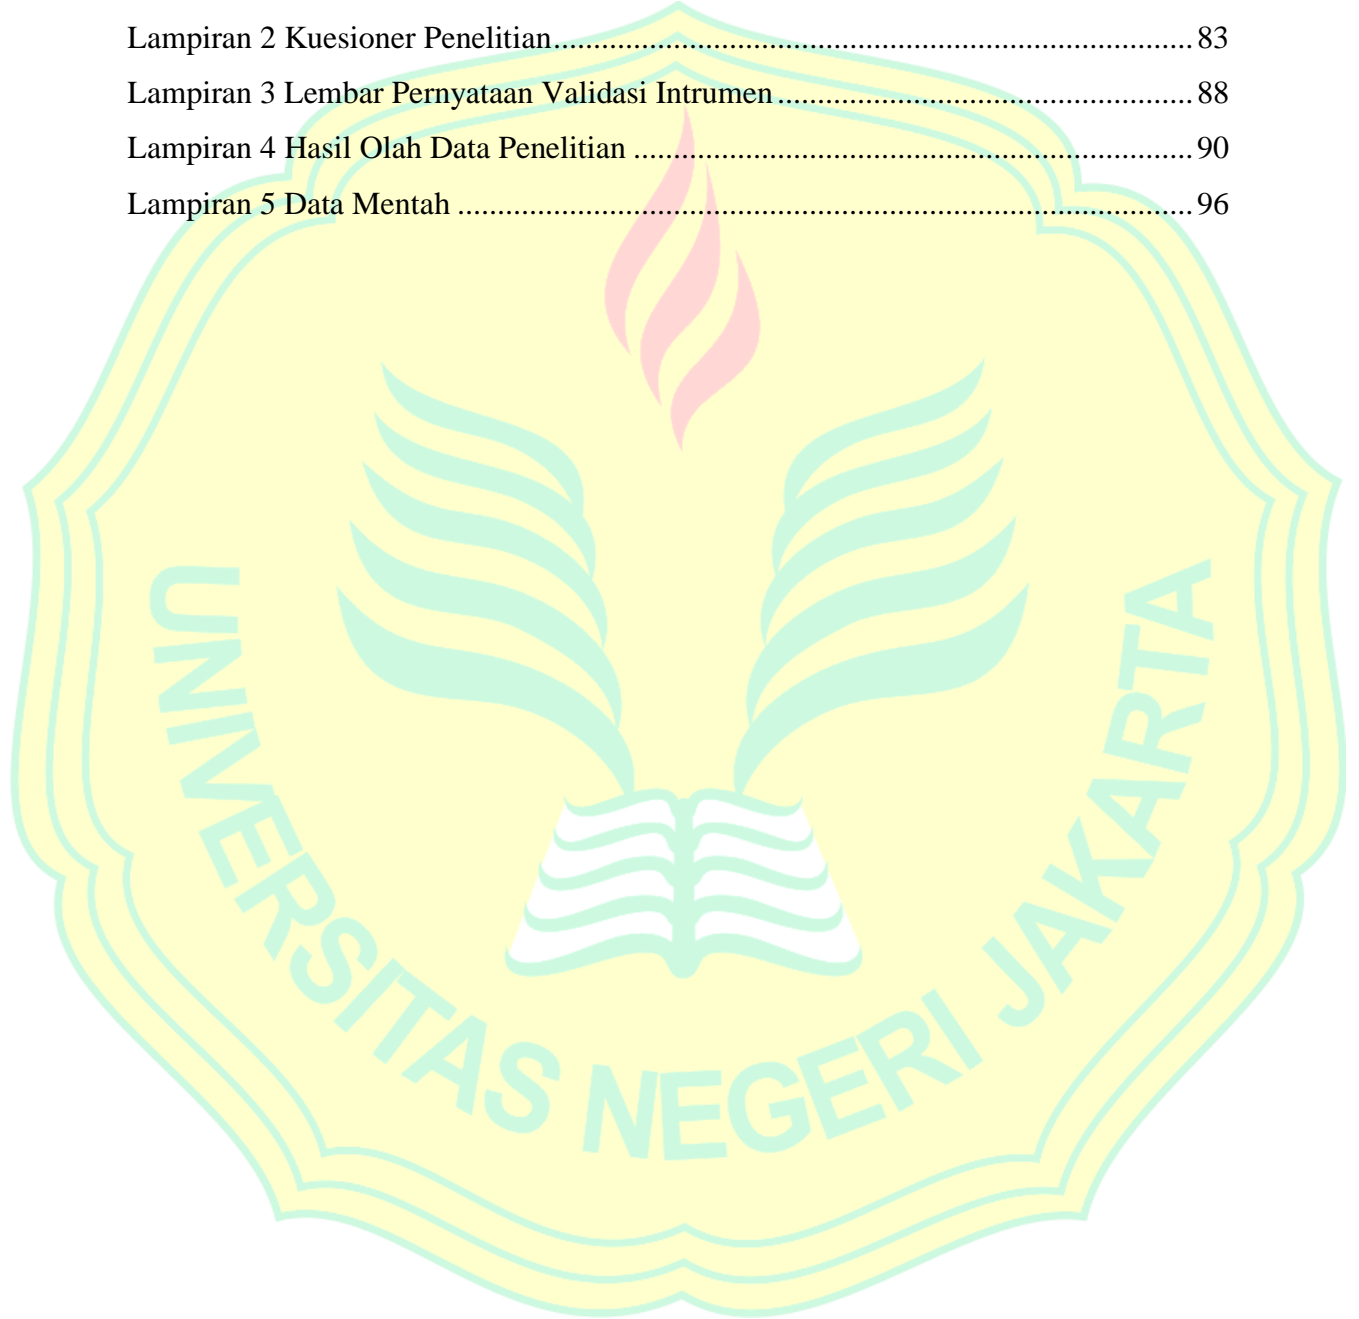 Lampiran 2 Kuesioner Penelitian................................................................................ 83
Lampiran 3 Lembar Pernyataan Validasi Intrumen .................................................... 88
Lampiran 4 Hasil Olah Data Penelitian ...................................................................... 90
Lampiran 5 Data Mentah ............................................................................................ 96
UNIVERSITAS NEGERI JAKARTA